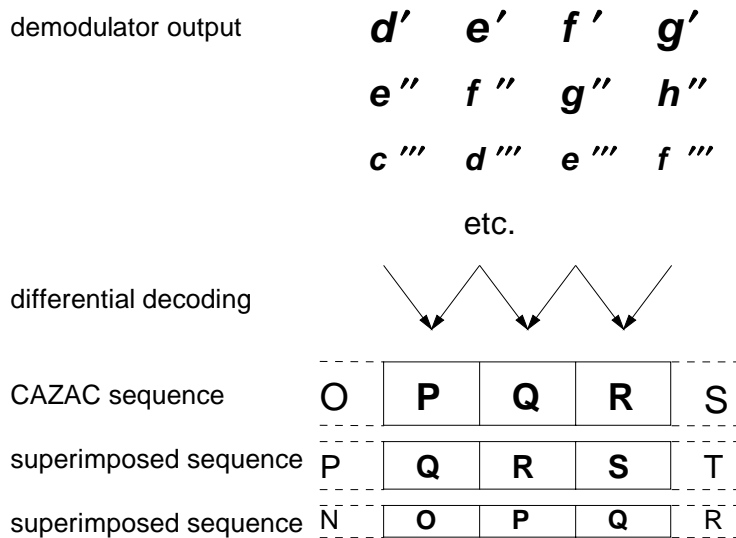 demodulator output d′ e′ f′ g′
e″ f″ g″ h″
c‴ d‴ e‴ f‴
etc.
differential decoding
CAZAC sequence O P Q R S
superimposed sequence P Q R S T
superimposed sequence N O P Q R